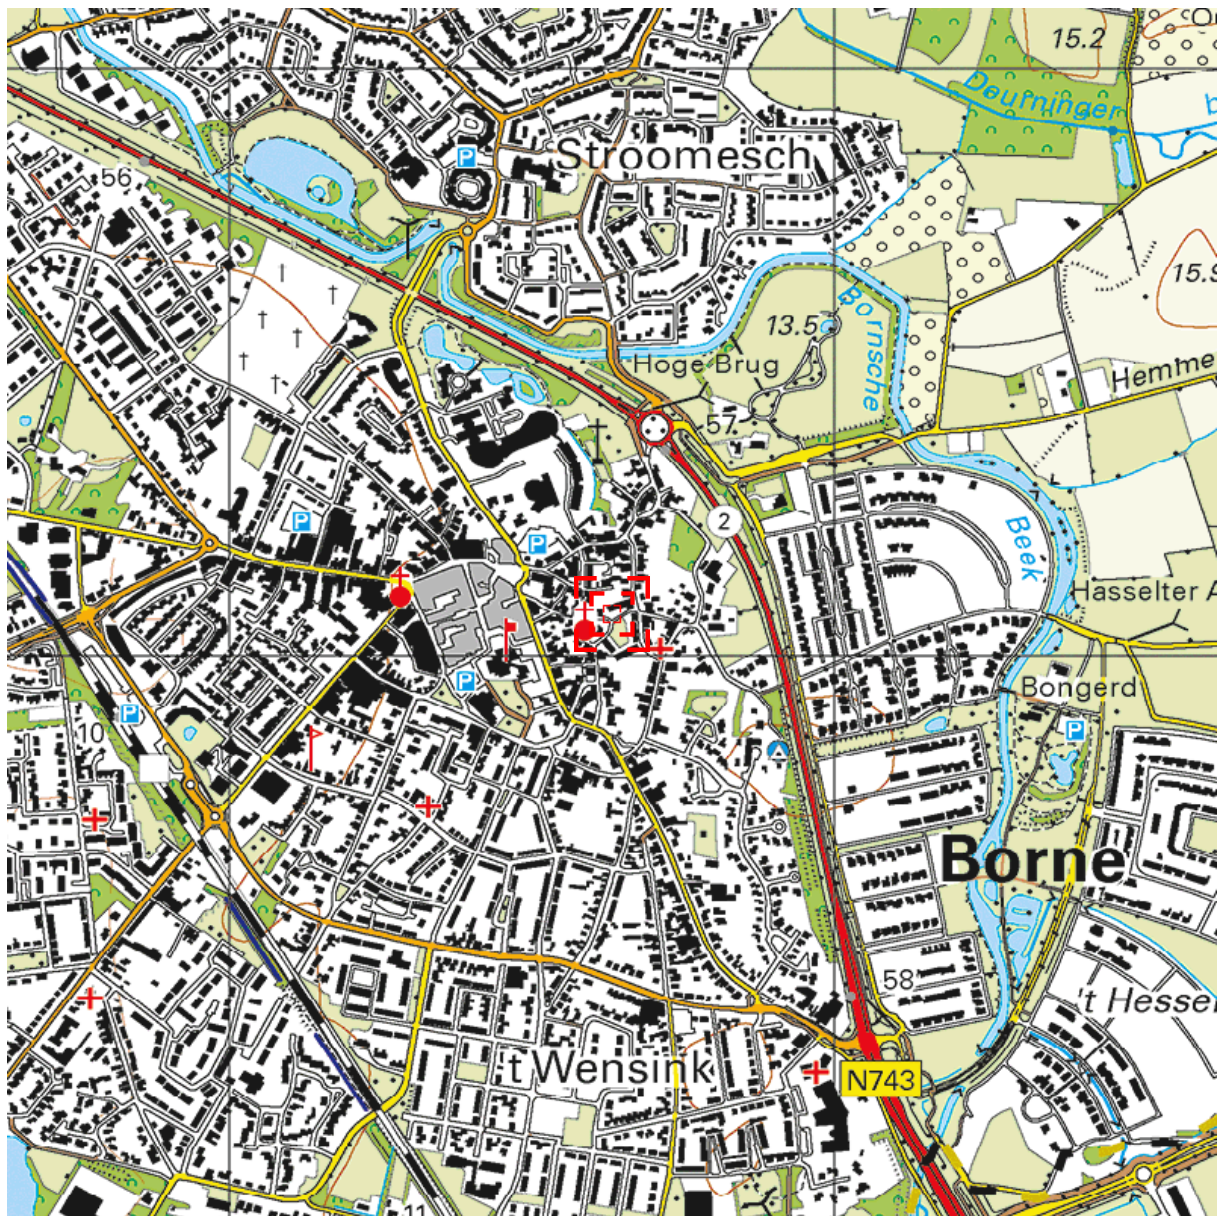 15.2
Deurninger
P
Stroomesch
56
15.9
13.5
Bornsche
Hoge Brug
Hemme
57
P
2
P
Beek
Hasselter A
P
Bongerd
P
10
P
Borne
58
't Hessel
't Wensink
N743
11